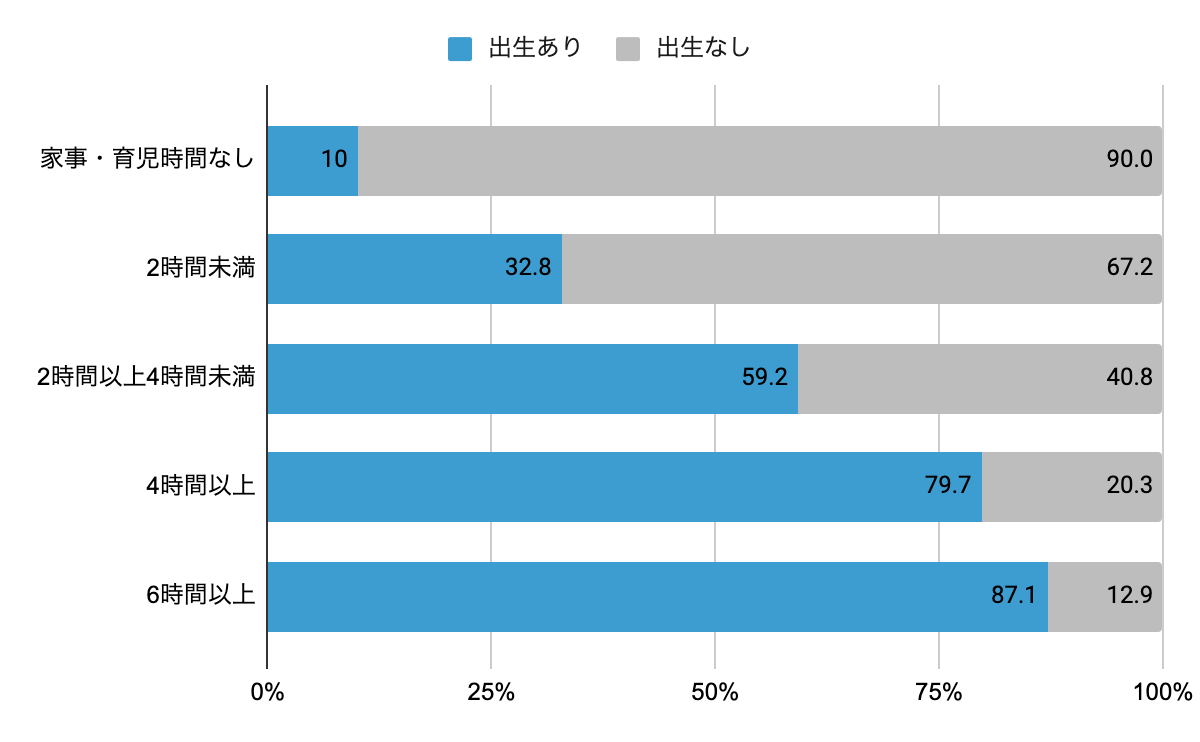 出生あり 出生なし
家事・育児時間なし 10 90.0
2時間未満 32.8 67.2
2時間以上4時間未満 59.2 40.8
4時間以上 79.7 20.3
6時間以上 87.1 12.9
0% 25% 50% 75% 100%